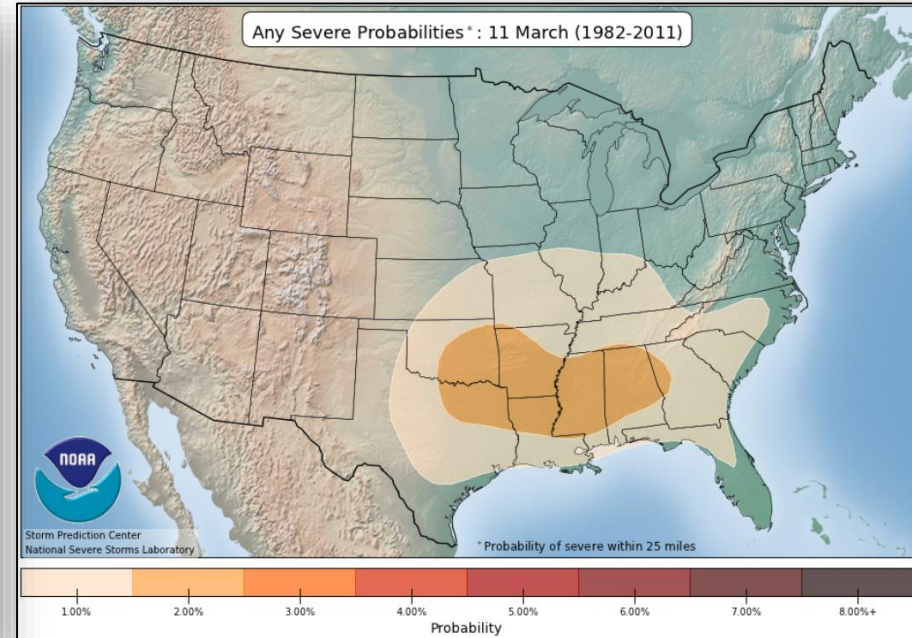 Any Severe Probabilities*: 11 March (1982-2011)
NOAA
Storm Prediction Center
National Severe Storms Laboratory
*Probability of severe within 25 miles
1.00% 2.00% 3.00% 4.00% 5.00% 6.00% 7.00% 8.00%+
Probability